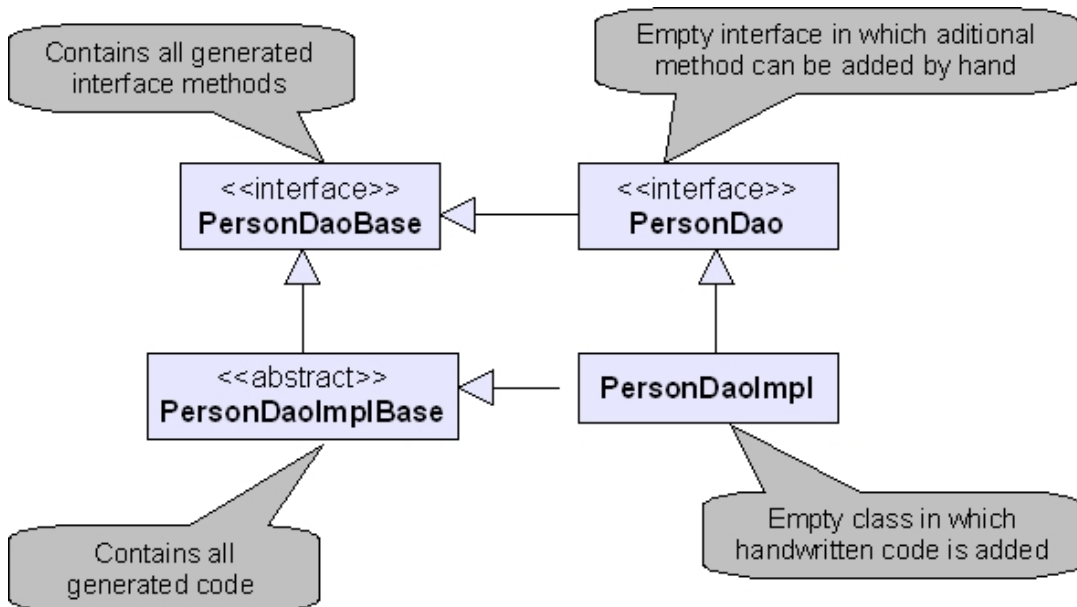 Contains all generated
interface methods
Empty interface in which aditional
method can be added by hand
<<interface>>
PersonDaoBase
<<interface>>
PersonDao
<<abstract>>
PersonDaoImplBase
PersonDaoImpl
Contains all
generated code
Empty class in which
handwritten code is added